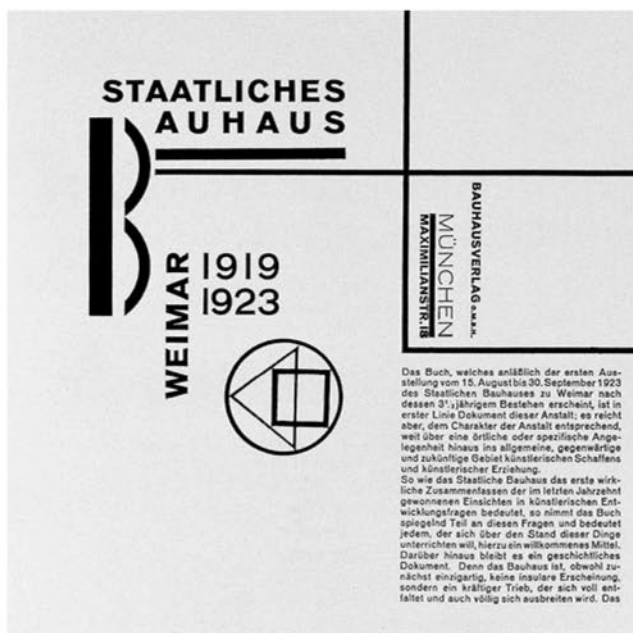 STAATLICHES
BAUHAUS
WEIMAR
1919
1923
BAUHAUSVERLAG G.M.B.H.
MÜNCHEN
MAXIMILIANSTR.18
Das Buch, welches anläßlich der ersten Aus-
stellung vom 15. August bis 30. September 1923
des Staatlichen Bauhauses zu Weimar nach
dessen 3½jährigem Bestehen erscheint, ist in
erster Linie Dokument dieser Anstalt; es reicht
aber, dem Charakter der Anstalt entsprechend,
weit über eine örtliche oder spezifische Ange-
legenheit hinaus ins allgemeine, gegenwärtige
und zukünftige Gebiet künstlerischen Schaffens
und künstlerischer Erziehung.
So wie das Staatliche Bauhaus das erste wirk-
liche Zusammenfassen der im letzten Jahrzehnt
gewonnenen Einsichten in künstlerischen Ent-
wicklungsfragen bedeutet, so nimmt das Buch
spiegelnd Teil an diesen Fragen und bedeutet
jedem, der sich über den Stand dieser Dinge
unterrichten will, hierzu ein willkommenes Mittel.
Darüber hinaus bleibt es ein geschichtliches
Dokument. Denn das Bauhaus ist, obwohl zu-
nächst einzigartig, keine insulare Erscheinung,
sondern ein kräftiger Trieb, der sich voll ent-
faltet und auch völlig sich ausbreiten wird. Das